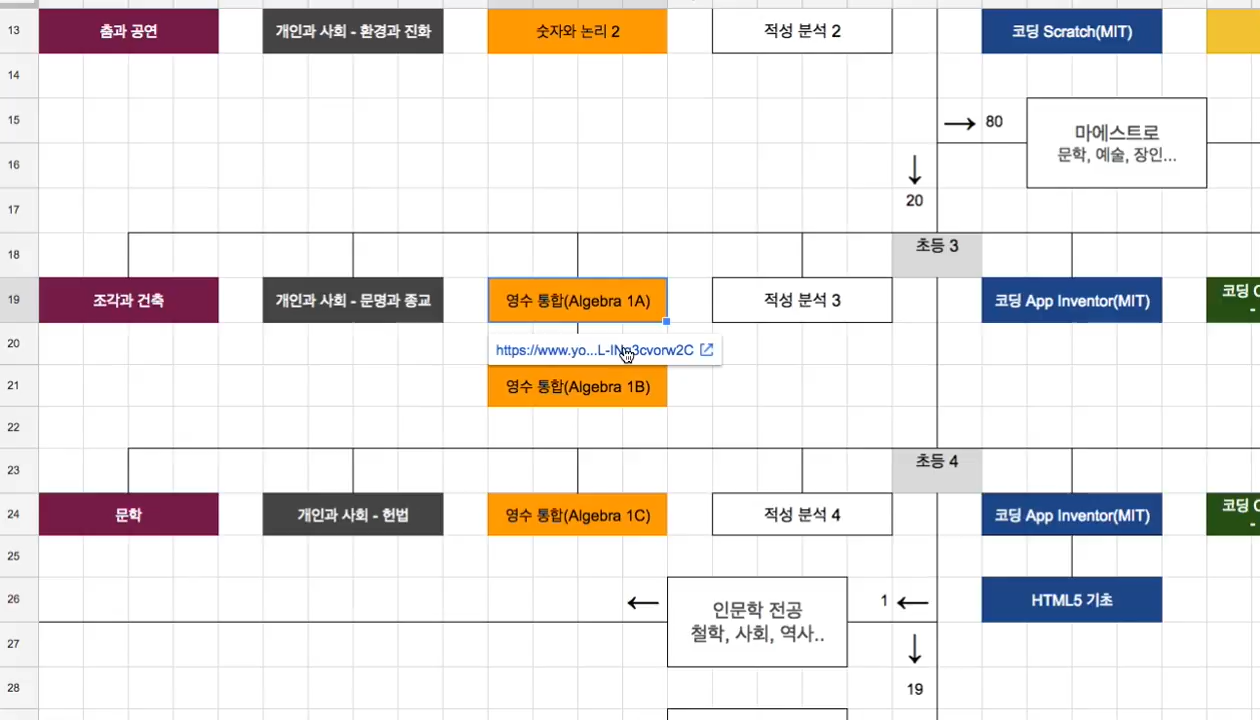 13
춤과 공연
개인과 사회 - 환경과 진화
숫자와 논리 2
적성 분석 2
코딩 Scratch(MIT)
14
15
→ 80
마에스트로
문학, 예술, 장인...
16
↓
20
17
18
초등 3
19
조각과 건축
개인과 사회 - 문명과 종교
영수 통합(Algebra 1A)
적성 분석 3
코딩 App Inventor(MIT)
코딩
-
20
21
영수 통합(Algebra 1B)
22
23
초등 4
24
문학
개인과 사회 - 헌법
영수 통합(Algebra 1C)
적성 분석 4
코딩 App Inventor(MIT)
코딩
-
25
26
←
인문학 전공
철학, 사회, 역사..
1 ←
HTML5 기초
27
↓
28
19